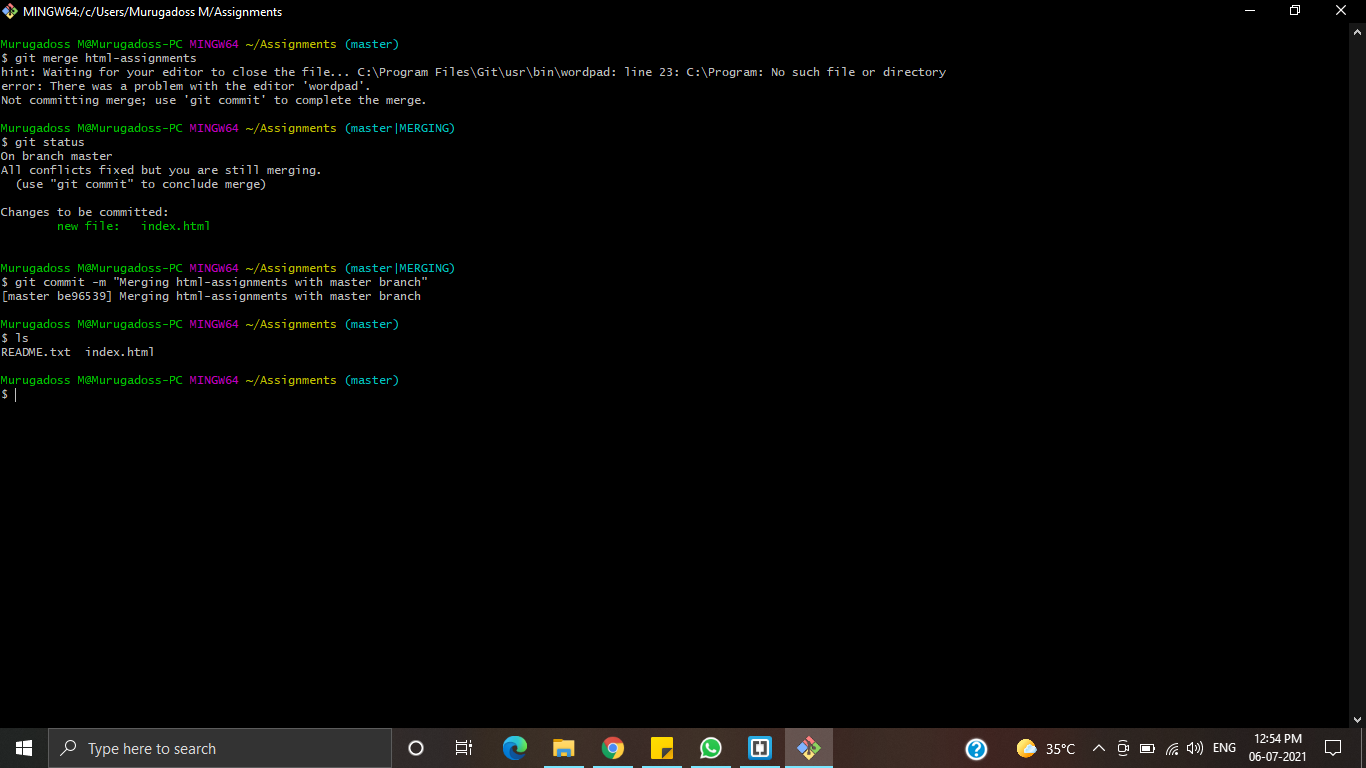 MINGW64:/c/Users/Murugadoss M/Assignments
Murugadoss M@Murugadoss-PC MINGW64 ~/Assignments (master)
$ git merge html-assignments
hint: Waiting for your editor to close the file... C:\Program Files\Git\usr\bin\wordpad: line 23: C:\Program: No such file or directory
error: There was a problem with the editor 'wordpad'.
Not committing merge; use 'git commit' to complete the merge.
Murugadoss M@Murugadoss-PC MINGW64 ~/Assignments (master|MERGING)
$ git status
On branch master
All conflicts fixed but you are still merging.
  (use "git commit" to conclude merge)
Changes to be committed:
        new file:   index.html
Murugadoss M@Murugadoss-PC MINGW64 ~/Assignments (master|MERGING)
$ git commit -m "Merging html-assignments with master branch"
[master be96539] Merging html-assignments with master branch
Murugadoss M@Murugadoss-PC MINGW64 ~/Assignments (master)
$ ls
README.txt  index.html
Murugadoss M@Murugadoss-PC MINGW64 ~/Assignments (master)
$
Type here to search
35°C
ENG
12:54 PM
06-07-2021